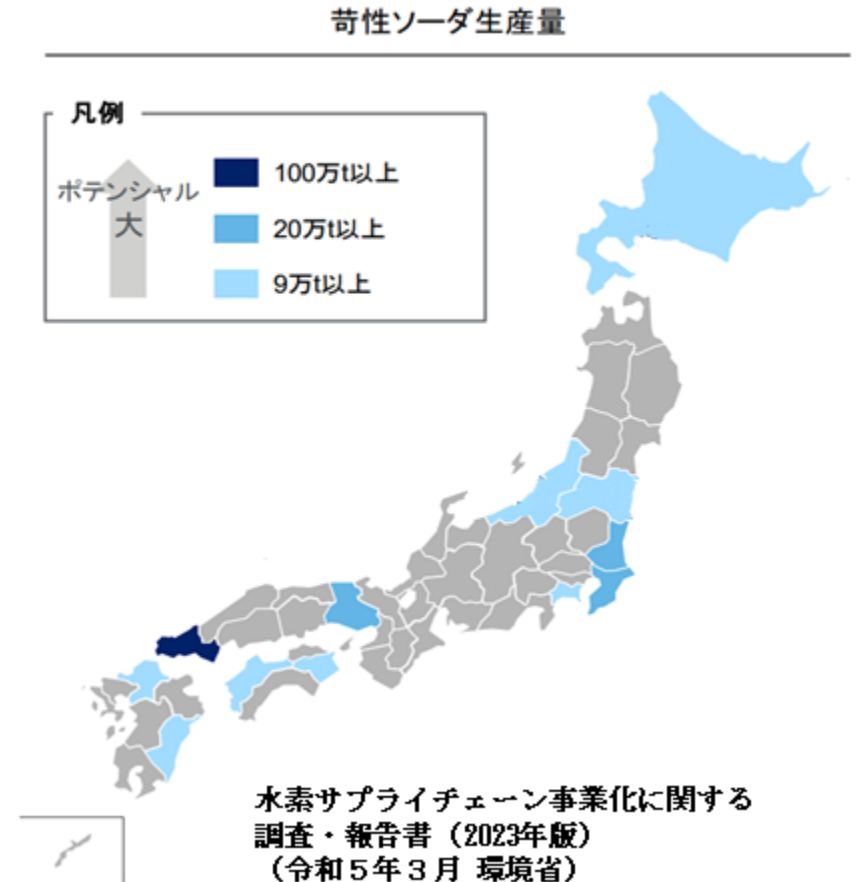 苛性ソーダ生産量
凡例
ポテンシャル
大
100万t以上
20万t以上
9万t以上
水素サプライチェーン事業化に関する
調査・報告書（2023年版）
（令和５年３月 環境省）